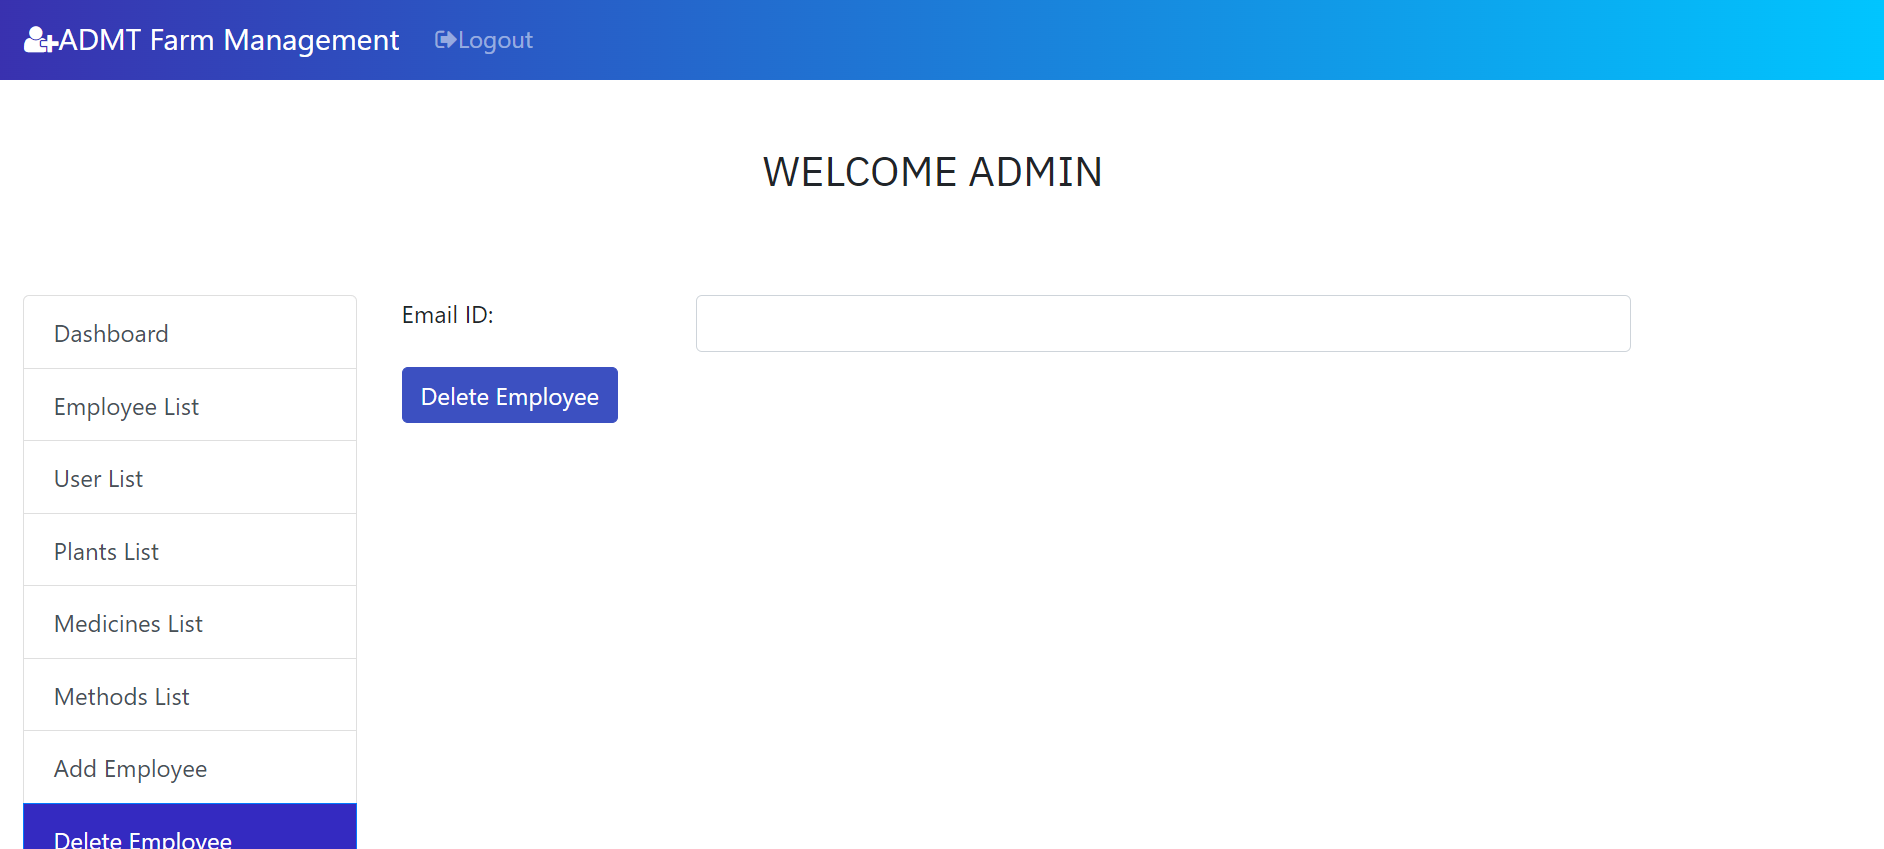 ADMT Farm Management Logout
WELCOME ADMIN
Dashboard
Employee List
User List
Plants List
Medicines List
Methods List
Add Employee
Delete Employee
Email ID:
Delete Employee